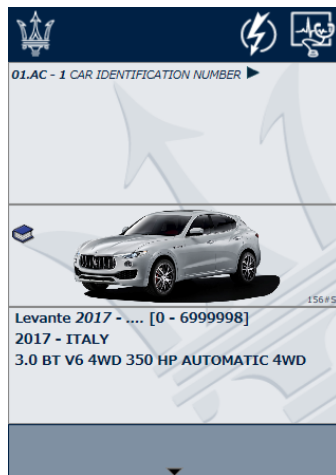 01.AC - 1 CAR IDENTIFICATION NUMBER
156#S
Levante 2017 - .... [0 - 6999998]
2017 - ITALY
3.0 BT V6 4WD 350 HP AUTOMATIC 4WD